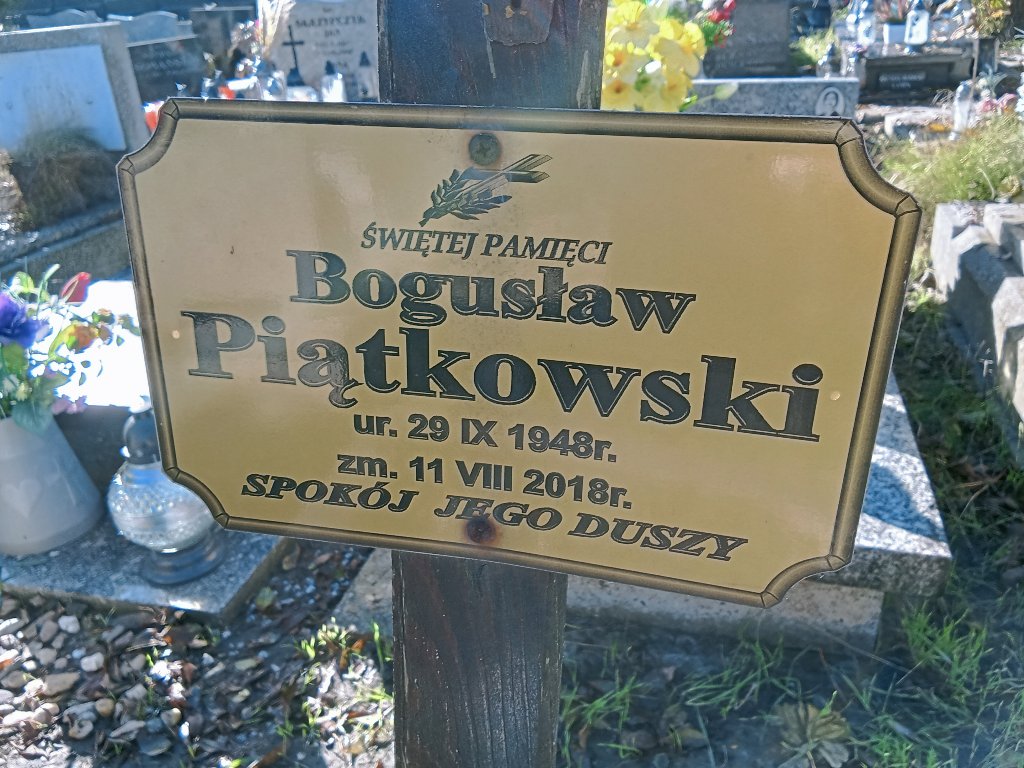 ŚWIĘTEJ PAMIĘCI
Bogusław
Piątkowski
ur. 29 IX 1948r.
zm. 11 VIII 2018r.
SPOKÓJ JEGO DUSZY